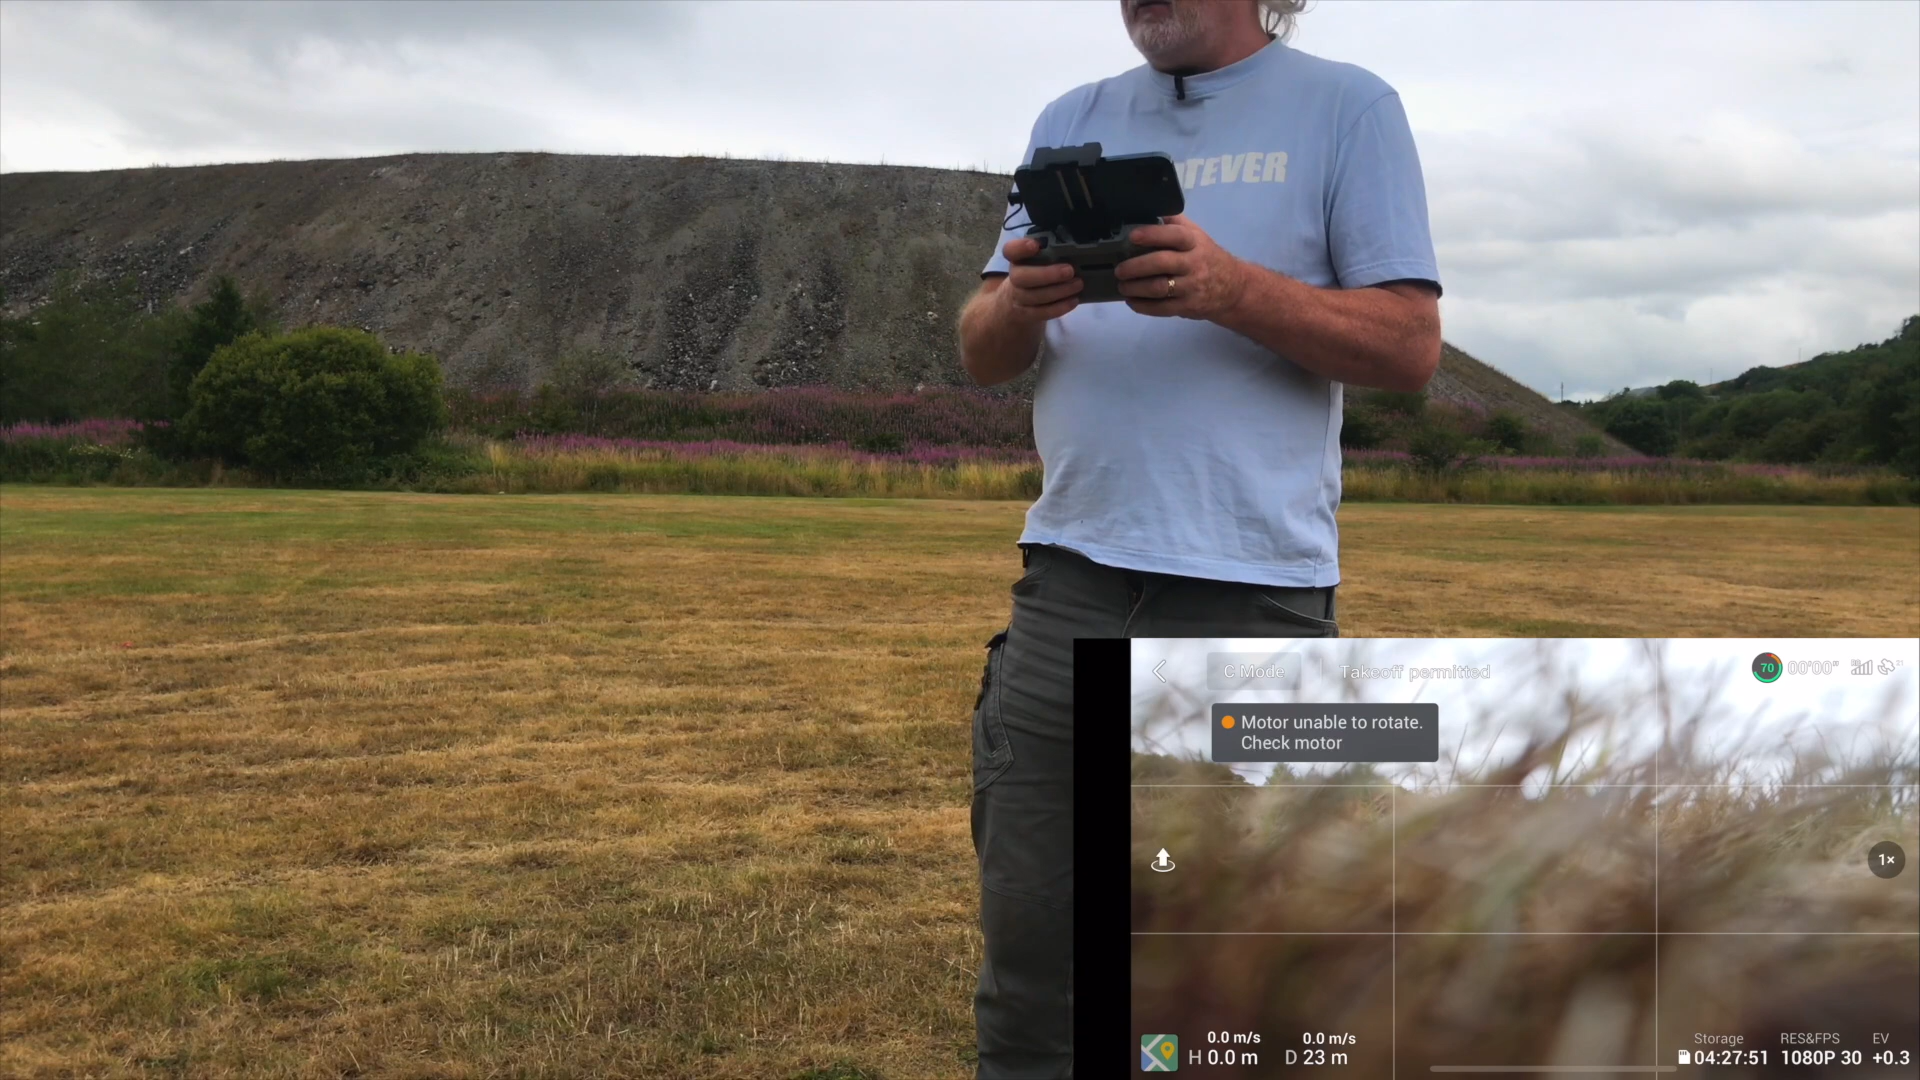 TEVER
C Mode
Takeoff permitted
70
00'00"
Motor unable to rotate.
Check motor
1×
0.0 m/s
0.0 m/s
H 0.0 m
D 23 m
Storage
RES&FPS
EV
04:27:51
1080P 30
+0.3